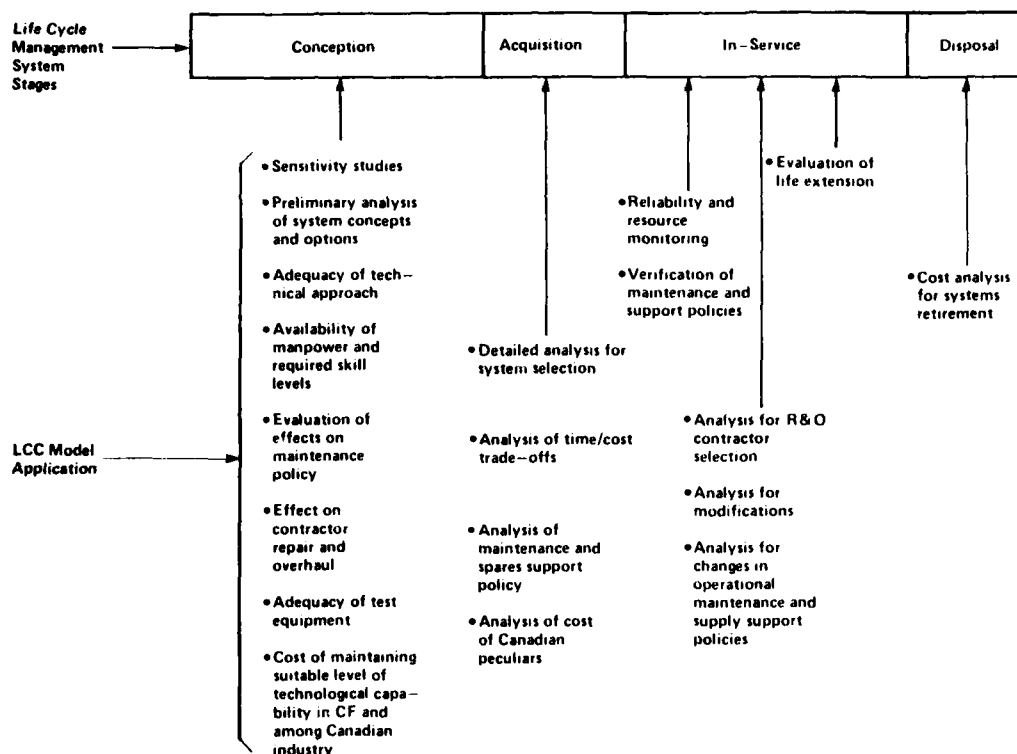 Life Cycle
Management
System
Stages
Conception
Acquisition
In-Service
Disposal
LCC Model
Application
• Sensitivity studies
• Preliminary analysis
of system concepts
and options
• Adequacy of tech-
nical approach
• Availability of
manpower and
required skill
levels
• Evaluation of
effects on
maintenance
policy
• Effect on
contractor
repair and
overhaul
• Adequacy of test
equipment
• Cost of maintaining
suitable level of
technological capa-
bility in CF and
among Canadian
industry
• Detailed analysis for
system selection
• Analysis of time/cost
trade-offs
• Analysis of
maintenance and
spares support
policy
• Analysis of cost
of Canadian
peculiars
• Reliability and
resource
monitoring
• Verification of
maintenance and
support policies
• Analysis for R&O
contractor
selection
• Analysis for
modifications
• Analysis for
changes in
operational
maintenance and
supply support
policies
• Evaluation of
life extension
• Cost analysis
for systems
retirement